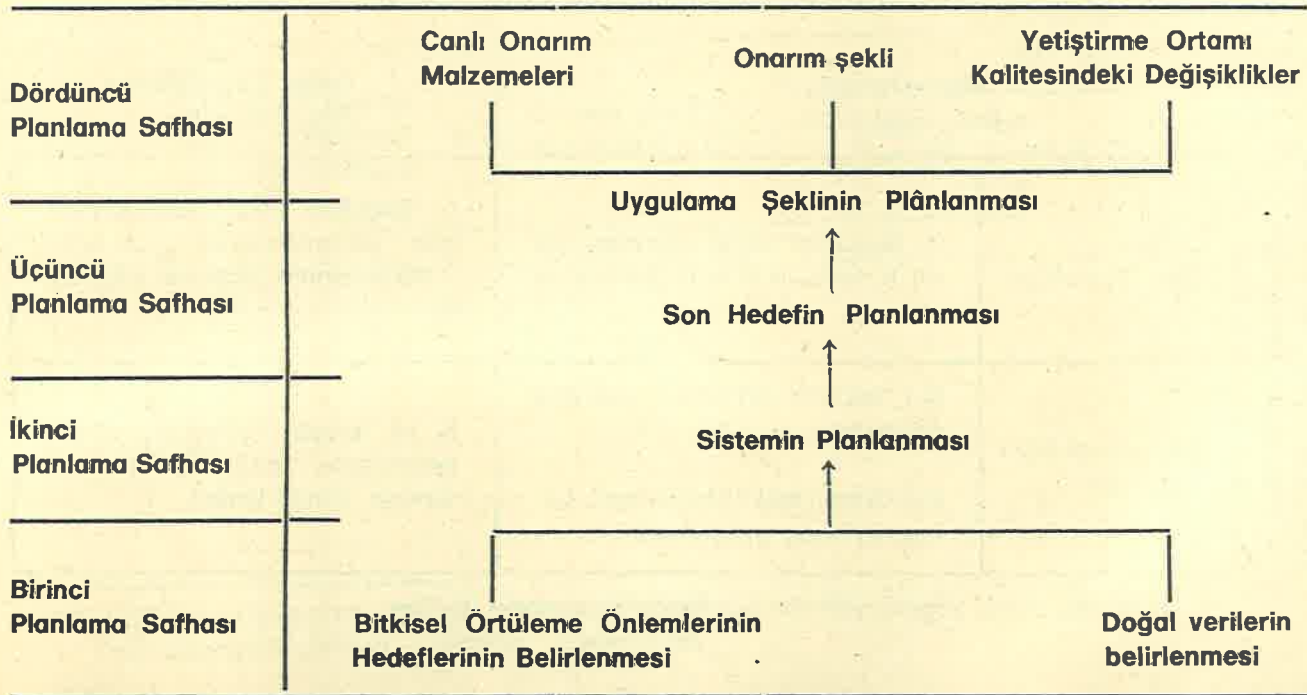 Dördüncü
Planlama Safhası
Canlı Onarım
Malzemeleri
Onarım şekli
Yetiştirme Ortamı
Kalitesindeki Değişiklikler
Uygulama Şeklinin Plânlanması
Üçüncü
Planlama Safhası
Son Hedefin Planlanması
İkinci
Planlama Safhası
Sistemin Planlanması
Birinci
Planlama Safhası
Bitkisel Örtüleme Önlemlerinin
Hedeflerinin Belirlenmesi
Doğal verilerin
belirlenmesi